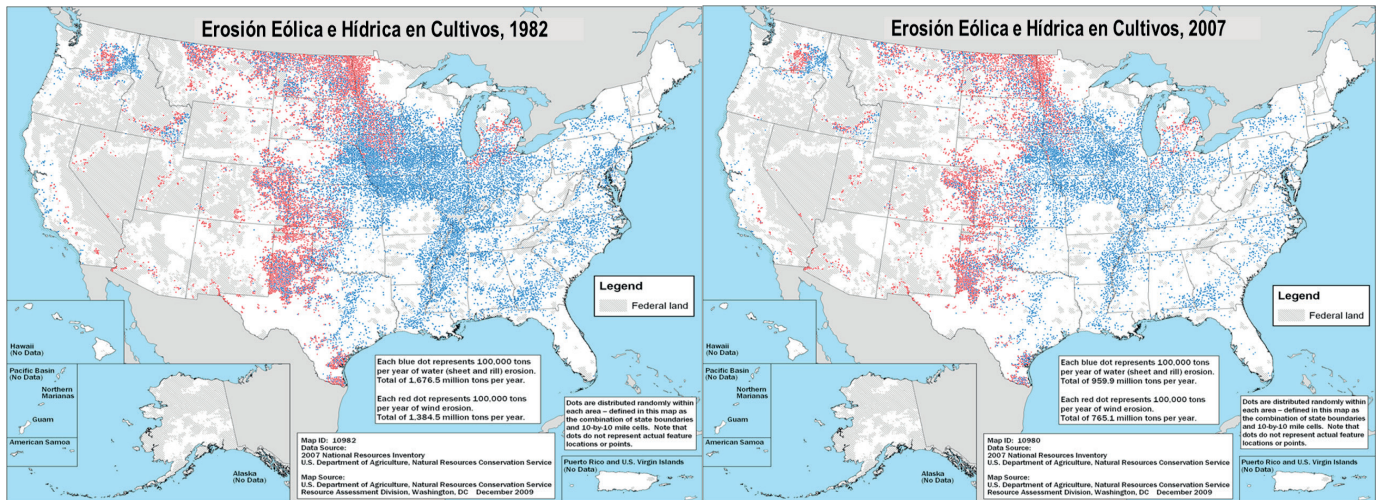 Erosión Eólica e Hídrica en Cultivos, 1982
Legend
Federal land
Hawaii
(No Data)
Pacific Basin
(No Data)
Northern
Marianas
Guam
American Samoa
Alaska
(No Data)
Each blue dot represents 100,000 tons
per year of water (sheet and rill) erosion.
Total of 1,676.5 million tons per year.
Each red dot represents 100,000
tons per year of wind erosion.
Total of 1,384.5 million tons per year.
Dots are distributed randomly within
each area – defined in this map as
the combination of state boundaries
and 10-by-10 mile cells. Note that
dots do not represent actual feature
locations or points.
Map ID: 10982
Data Source:
2007 National Resources Inventory
U.S. Department of Agriculture, Natural Resources Conservation Service
Map Source:
U.S. Department of Agriculture, Natural Resources Conservation Service
Resource Assessment Division, Washington, DC December 2009
Puerto Rico and U.S. Virgin Islands
(No Data)
Erosión Eólica e Hídrica en Cultivos, 2007
Legend
Federal land
Hawaii
(No Data)
Pacific Basin
(No Data)
Northern
Marianas
Guam
American Samoa
Alaska
(No Data)
Each blue dot represents 100,000 tons
per year of water (sheet and rill) erosion.
Total of 959.9 million tons per year.
Each red dot represents 100,000
tons per year of wind erosion.
Total of 765.1 million tons per year.
Dots are distributed randomly within
each area – defined in this map as
the combination of state boundaries
and 10-by-10 mile cells. Note that
dots do not represent actual feature
locations or points.
Map ID: 10980
Data Source:
2007 National Resources Inventory
U.S. Department of Agriculture, Natural Resources Conservation Service
Map Source:
U.S. Department of Agriculture, Natural Resources Conservation Service
Resource Assessment Division, Washington, DC December 2009
Puerto Rico and U.S. Virgin Islands
(No Data)